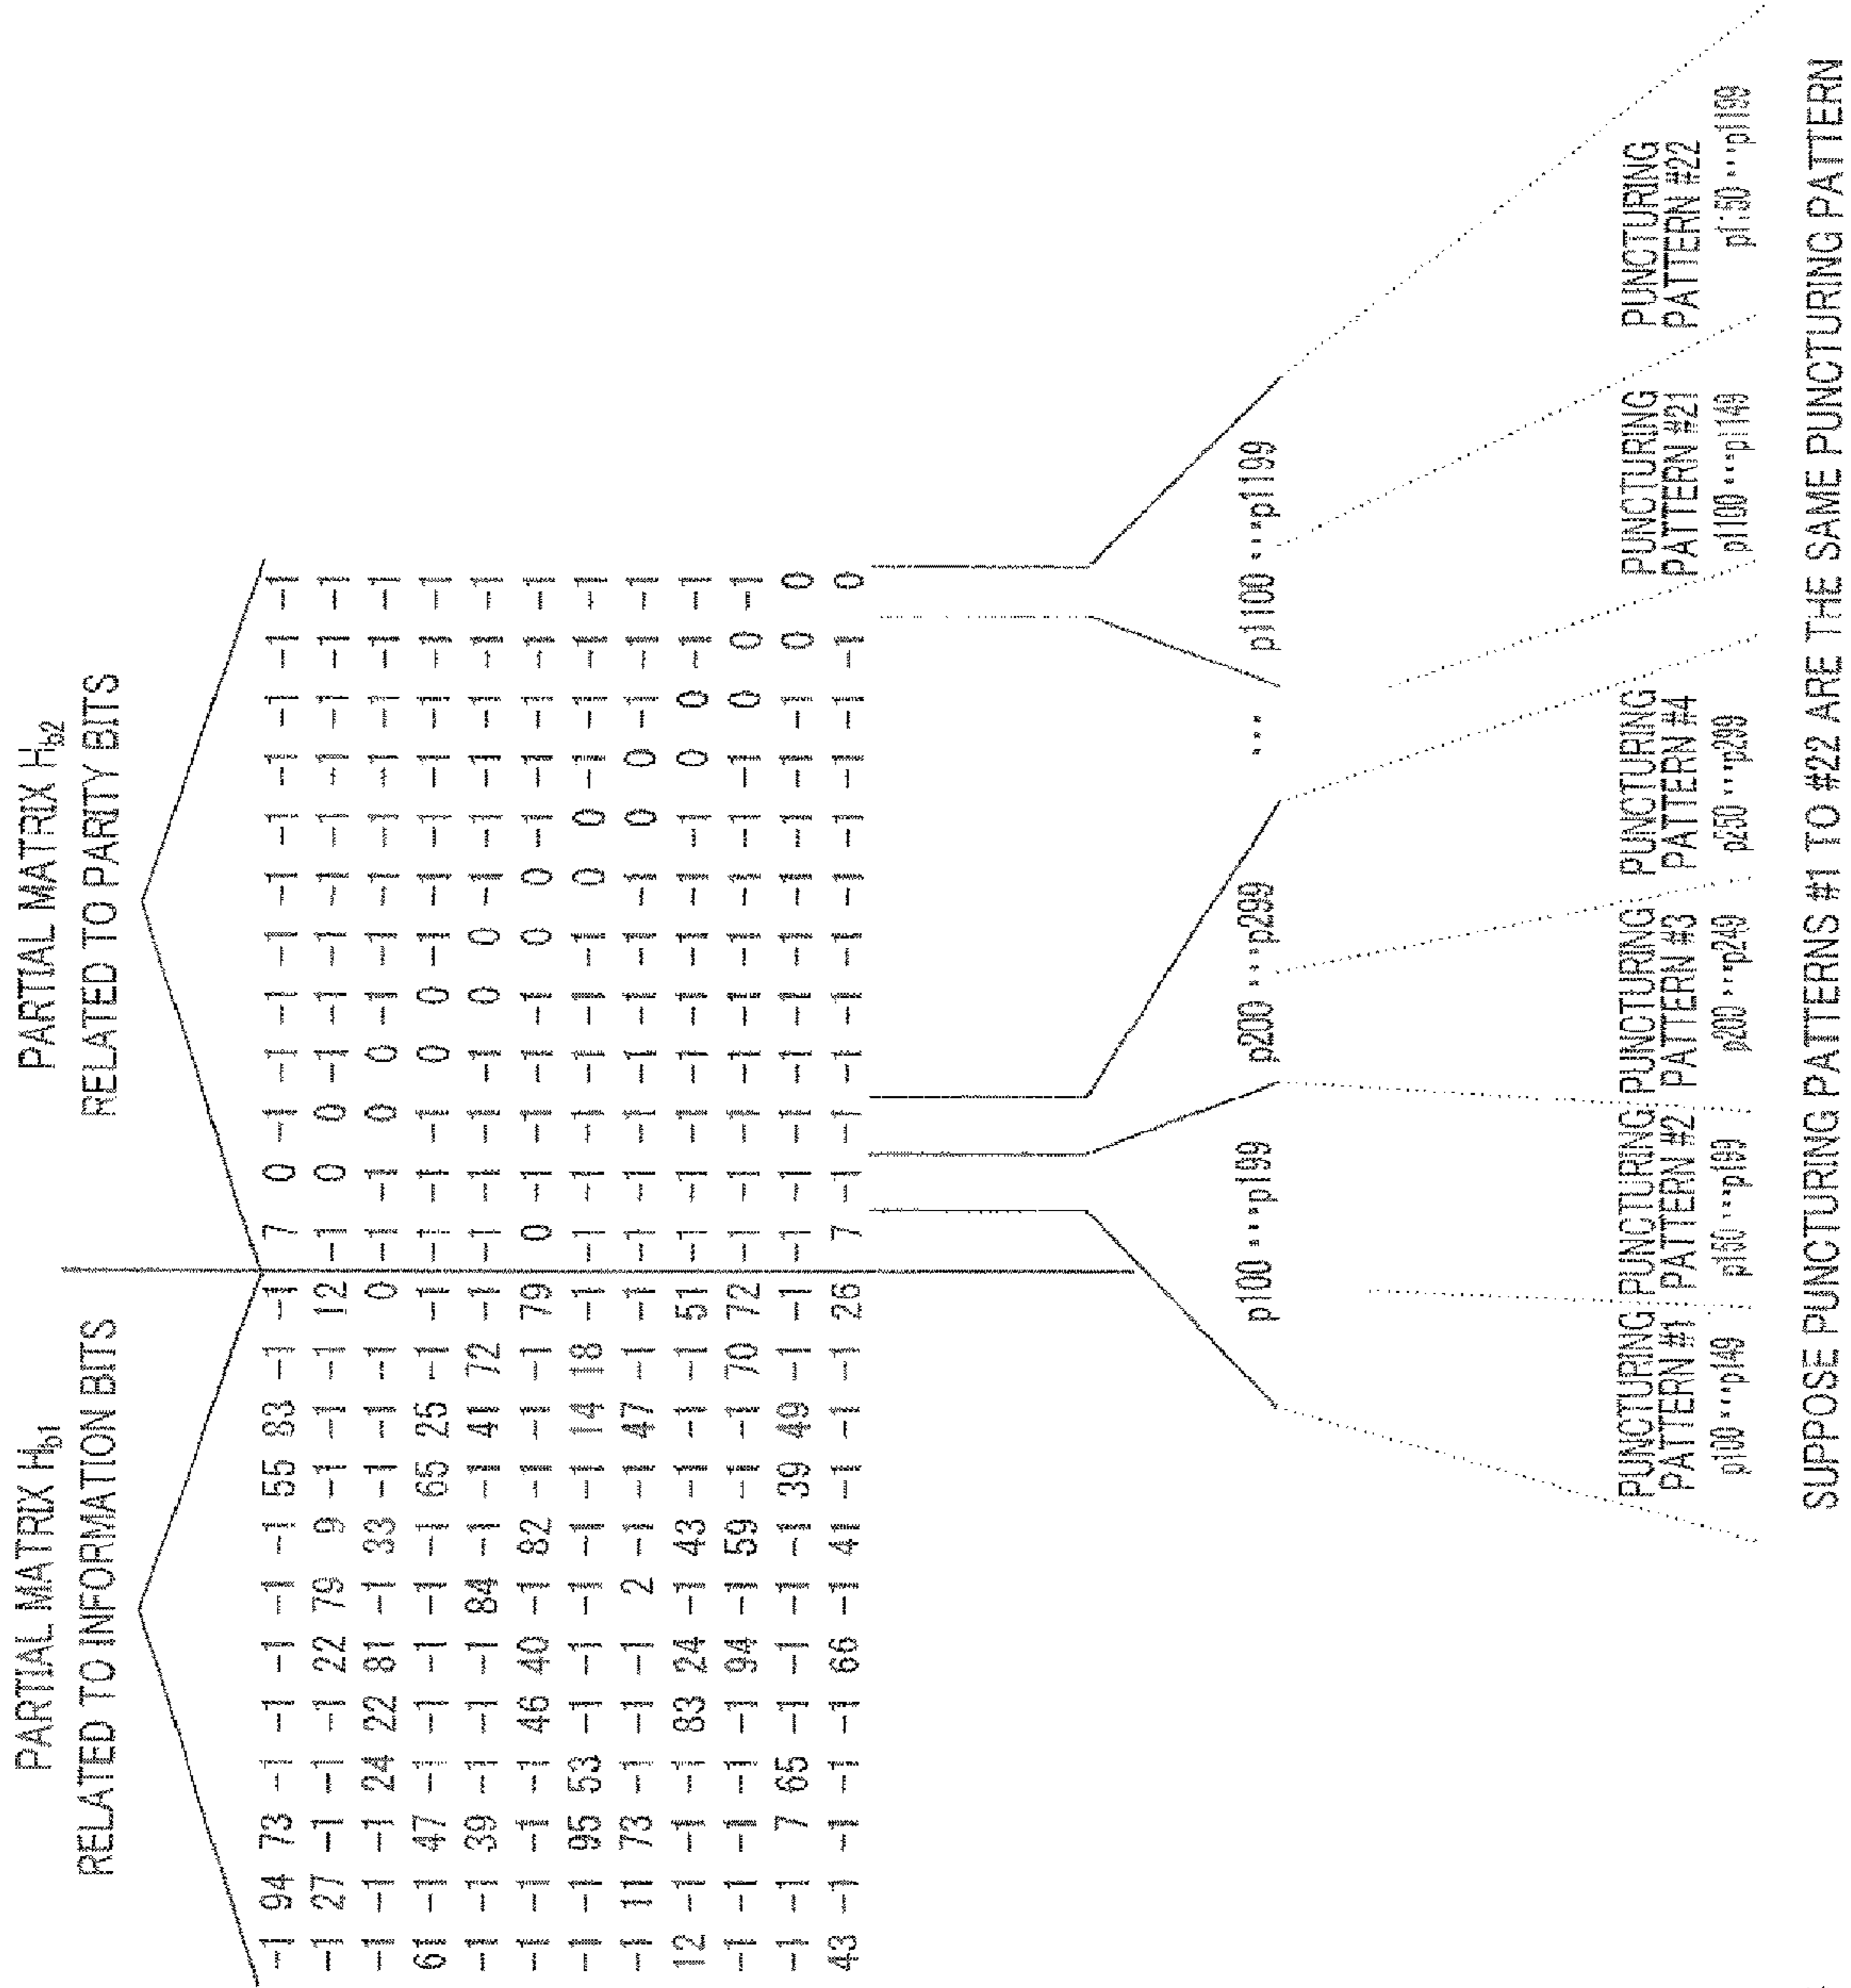 PARTIAL MATRIX Hb1
RELATED TO INFORMATION BITS
PARTIAL MATRIX Hb2
RELATED TO PARITY BITS
-1 94 73 -1 -1 -1 -1 -1 55 83 -1 -1 7 0 -1 -1 -1 -1 -1 -1 -1 -1 -1 -1
-1 27 -1 -1 -1 22 79 9 -1 -1 -1 12 -1 0 0 -1 -1 -1 -1 -1 -1 -1 -1 -1
-1 -1 -1 24 22 81 -1 33 -1 -1 -1 0 -1 -1 0 0 -1 -1 -1 -1 -1 -1 -1 -1
61 -1 47 -1 -1 -1 -1 -1 65 25 -1 -1 -1 -1 -1 0 0 -1 -1 -1 -1 -1 -1 -1
-1 -1 39 -1 -1 -1 84 -1 -1 41 72 -1 -1 -1 -1 -1 0 0 -1 -1 -1 -1 -1 -1
-1 -1 -1 -1 46 40 -1 82 -1 -1 -1 79 0 -1 -1 -1 -1 0 0 -1 -1 -1 -1 -1
-1 -1 95 53 -1 -1 -1 -1 -1 14 18 -1 -1 -1 -1 -1 -1 -1 0 0 -1 -1 -1 -1
-1 11 73 -1 -1 -1 2 -1 -1 47 -1 -1 -1 -1 -1 -1 -1 -1 -1 0 0 -1 -1 -1
12 -1 -1 -1 83 24 -1 43 -1 -1 -1 51 -1 -1 -1 -1 -1 -1 -1 -1 0 0 -1 -1
-1 -1 -1 -1 -1 94 -1 59 -1 -1 70 72 -1 -1 -1 -1 -1 -1 -1 -1 -1 0 0 -1
-1 -1 7 65 -1 -1 -1 -1 39 49 -1 -1 -1 -1 -1 -1 -1 -1 -1 -1 -1 -1 0 0
43 -1 -1 -1 -1 66 -1 41 -1 -1 -1 26 7 -1 -1 -1 -1 -1 -1 -1 -1 -1 -1 0
p100 ··· p199 p200 ··· p299 ··· p1100 ··· p1199
PUNCTURING PUNCTURING PUNCTURING PUNCTURING PUNCTURING PUNCTURING
PATTERN #1 PATTERN #2 PATTERN #3 PATTERN #4 PATTERN #21 PATTERN #22
p100 ··· p149 p150 ··· p199 p200 ··· p249 p250 ··· p299 p1100 ··· p1149 p1150 ··· p1199
SUPPOSE PUNCTURING PATTERNS #1 TO #22 ARE THE SAME PUNCTURING PATTERN